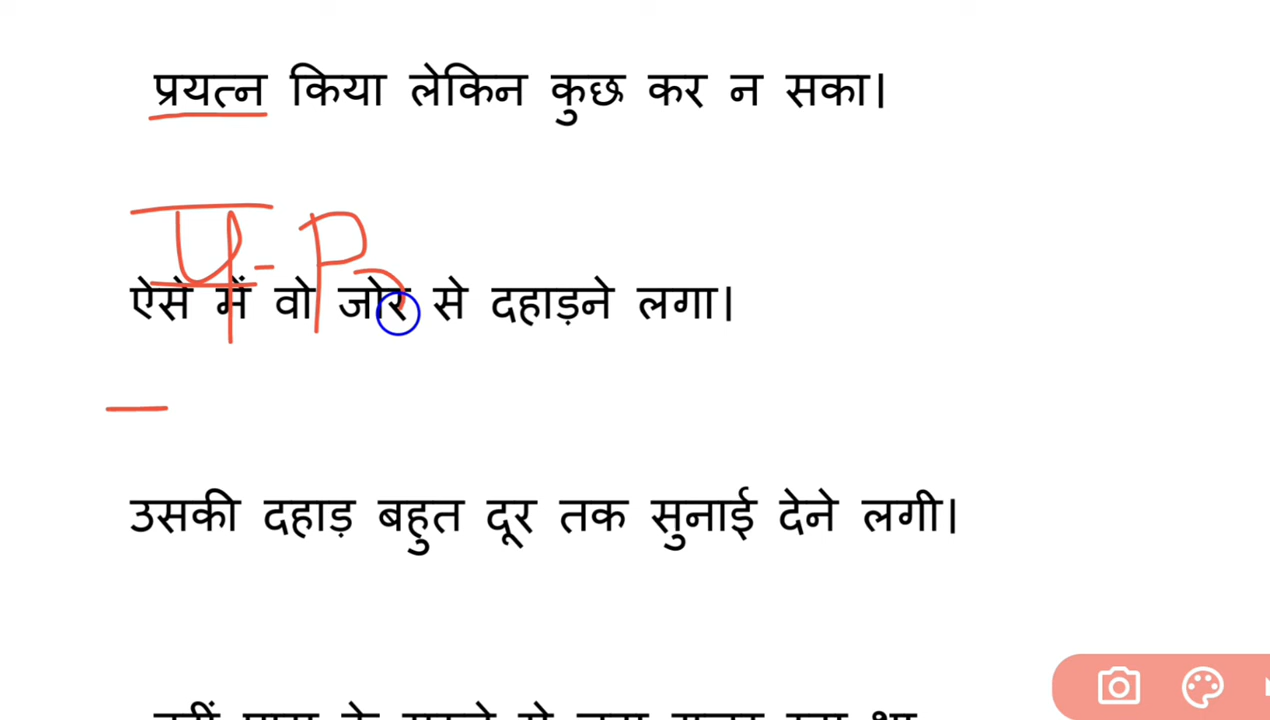 प्रयत्न किया लेकिन कुछ कर न सका।
ऐसे में वो जोर से दहाड़ने लगा।
उसकी दहाड़ बहुत दूर तक सुनाई देने लगी।